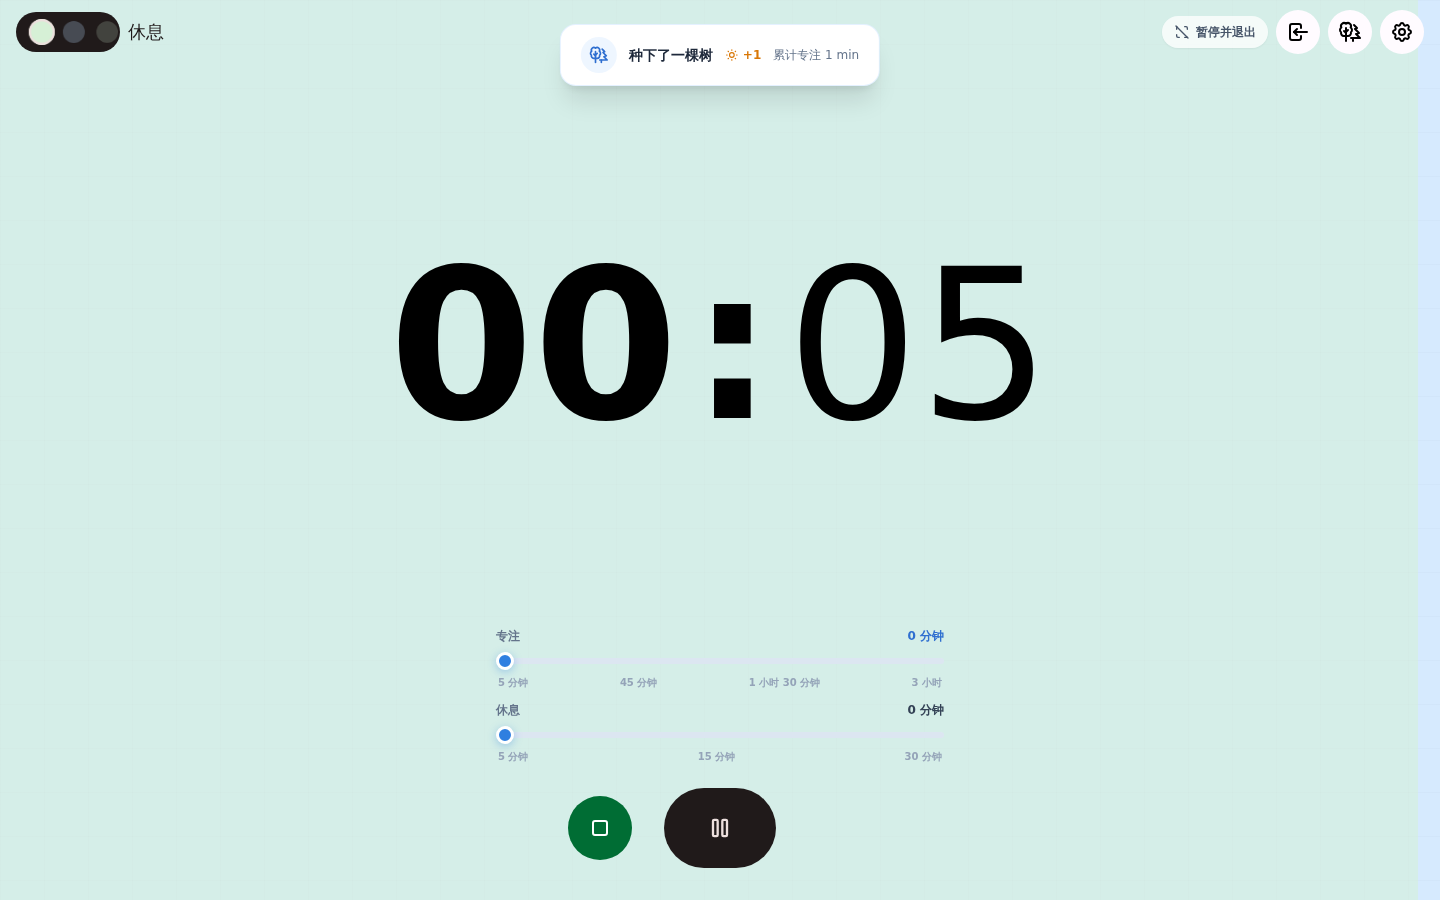 休息
种下了一棵树 +1 累计专注 1 min
暂停并退出
00:05
专注 0 分钟
5 分钟 45 分钟 1 小时 30 分钟 3 小时
休息 0 分钟
5 分钟 15 分钟 30 分钟